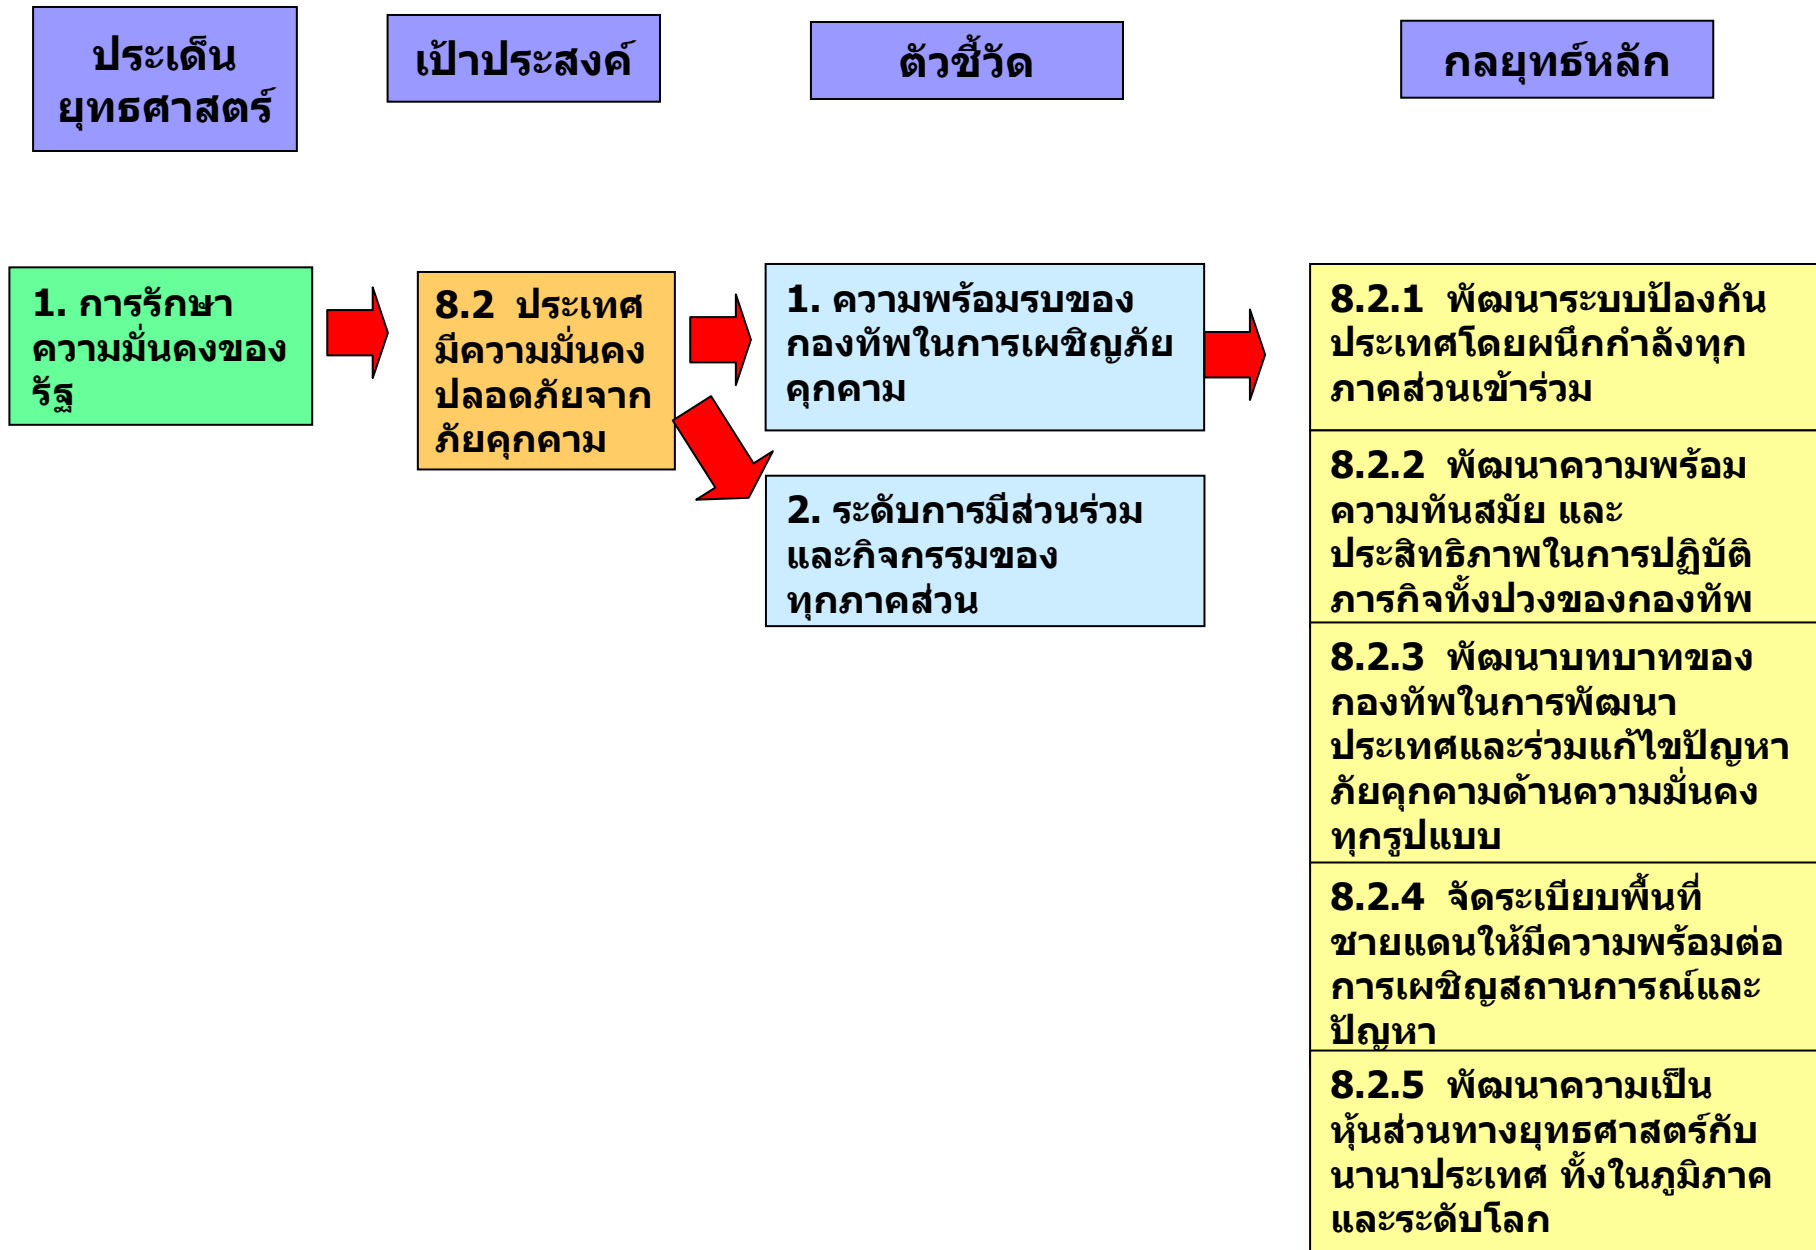 ประเด็น
ยุทธศาสตร์
เป้าประสงค์
ตัวชี้วัด
กลยุทธ์หลัก
1. การรักษา
ความมั่นคงของ
รัฐ
8.2 ประเทศ
มีความมั่นคง
ปลอดภัยจาก
ภัยคุกคาม
1. ความพร้อมรบของ
กองทัพในการเผชิญภัย
คุกคาม
2. ระดับการมีส่วนร่วม
และกิจกรรมของ
ทุกภาคส่วน
8.2.1 พัฒนาระบบป้องกัน
ประเทศโดยผนึกกำลังทุก
ภาคส่วนเข้าร่วม
8.2.2 พัฒนาความพร้อม
ความทันสมัย และ
ประสิทธิภาพในการปฏิบัติ
ภารกิจทั้งปวงของกองทัพ
8.2.3 พัฒนาบทบาทของ
กองทัพในการพัฒนา
ประเทศและร่วมแก้ไขปัญหา
ภัยคุกคามด้านความมั่นคง
ทุกรูปแบบ
8.2.4 จัดระเบียบพื้นที่
ชายแดนให้มีความพร้อมต่อ
การเผชิญสถานการณ์และ
ปัญหา
8.2.5 พัฒนาความเป็น
หุ้นส่วนทางยุทธศาสตร์กับ
นานาประเทศ ทั้งในภูมิภาค
และระดับโลก